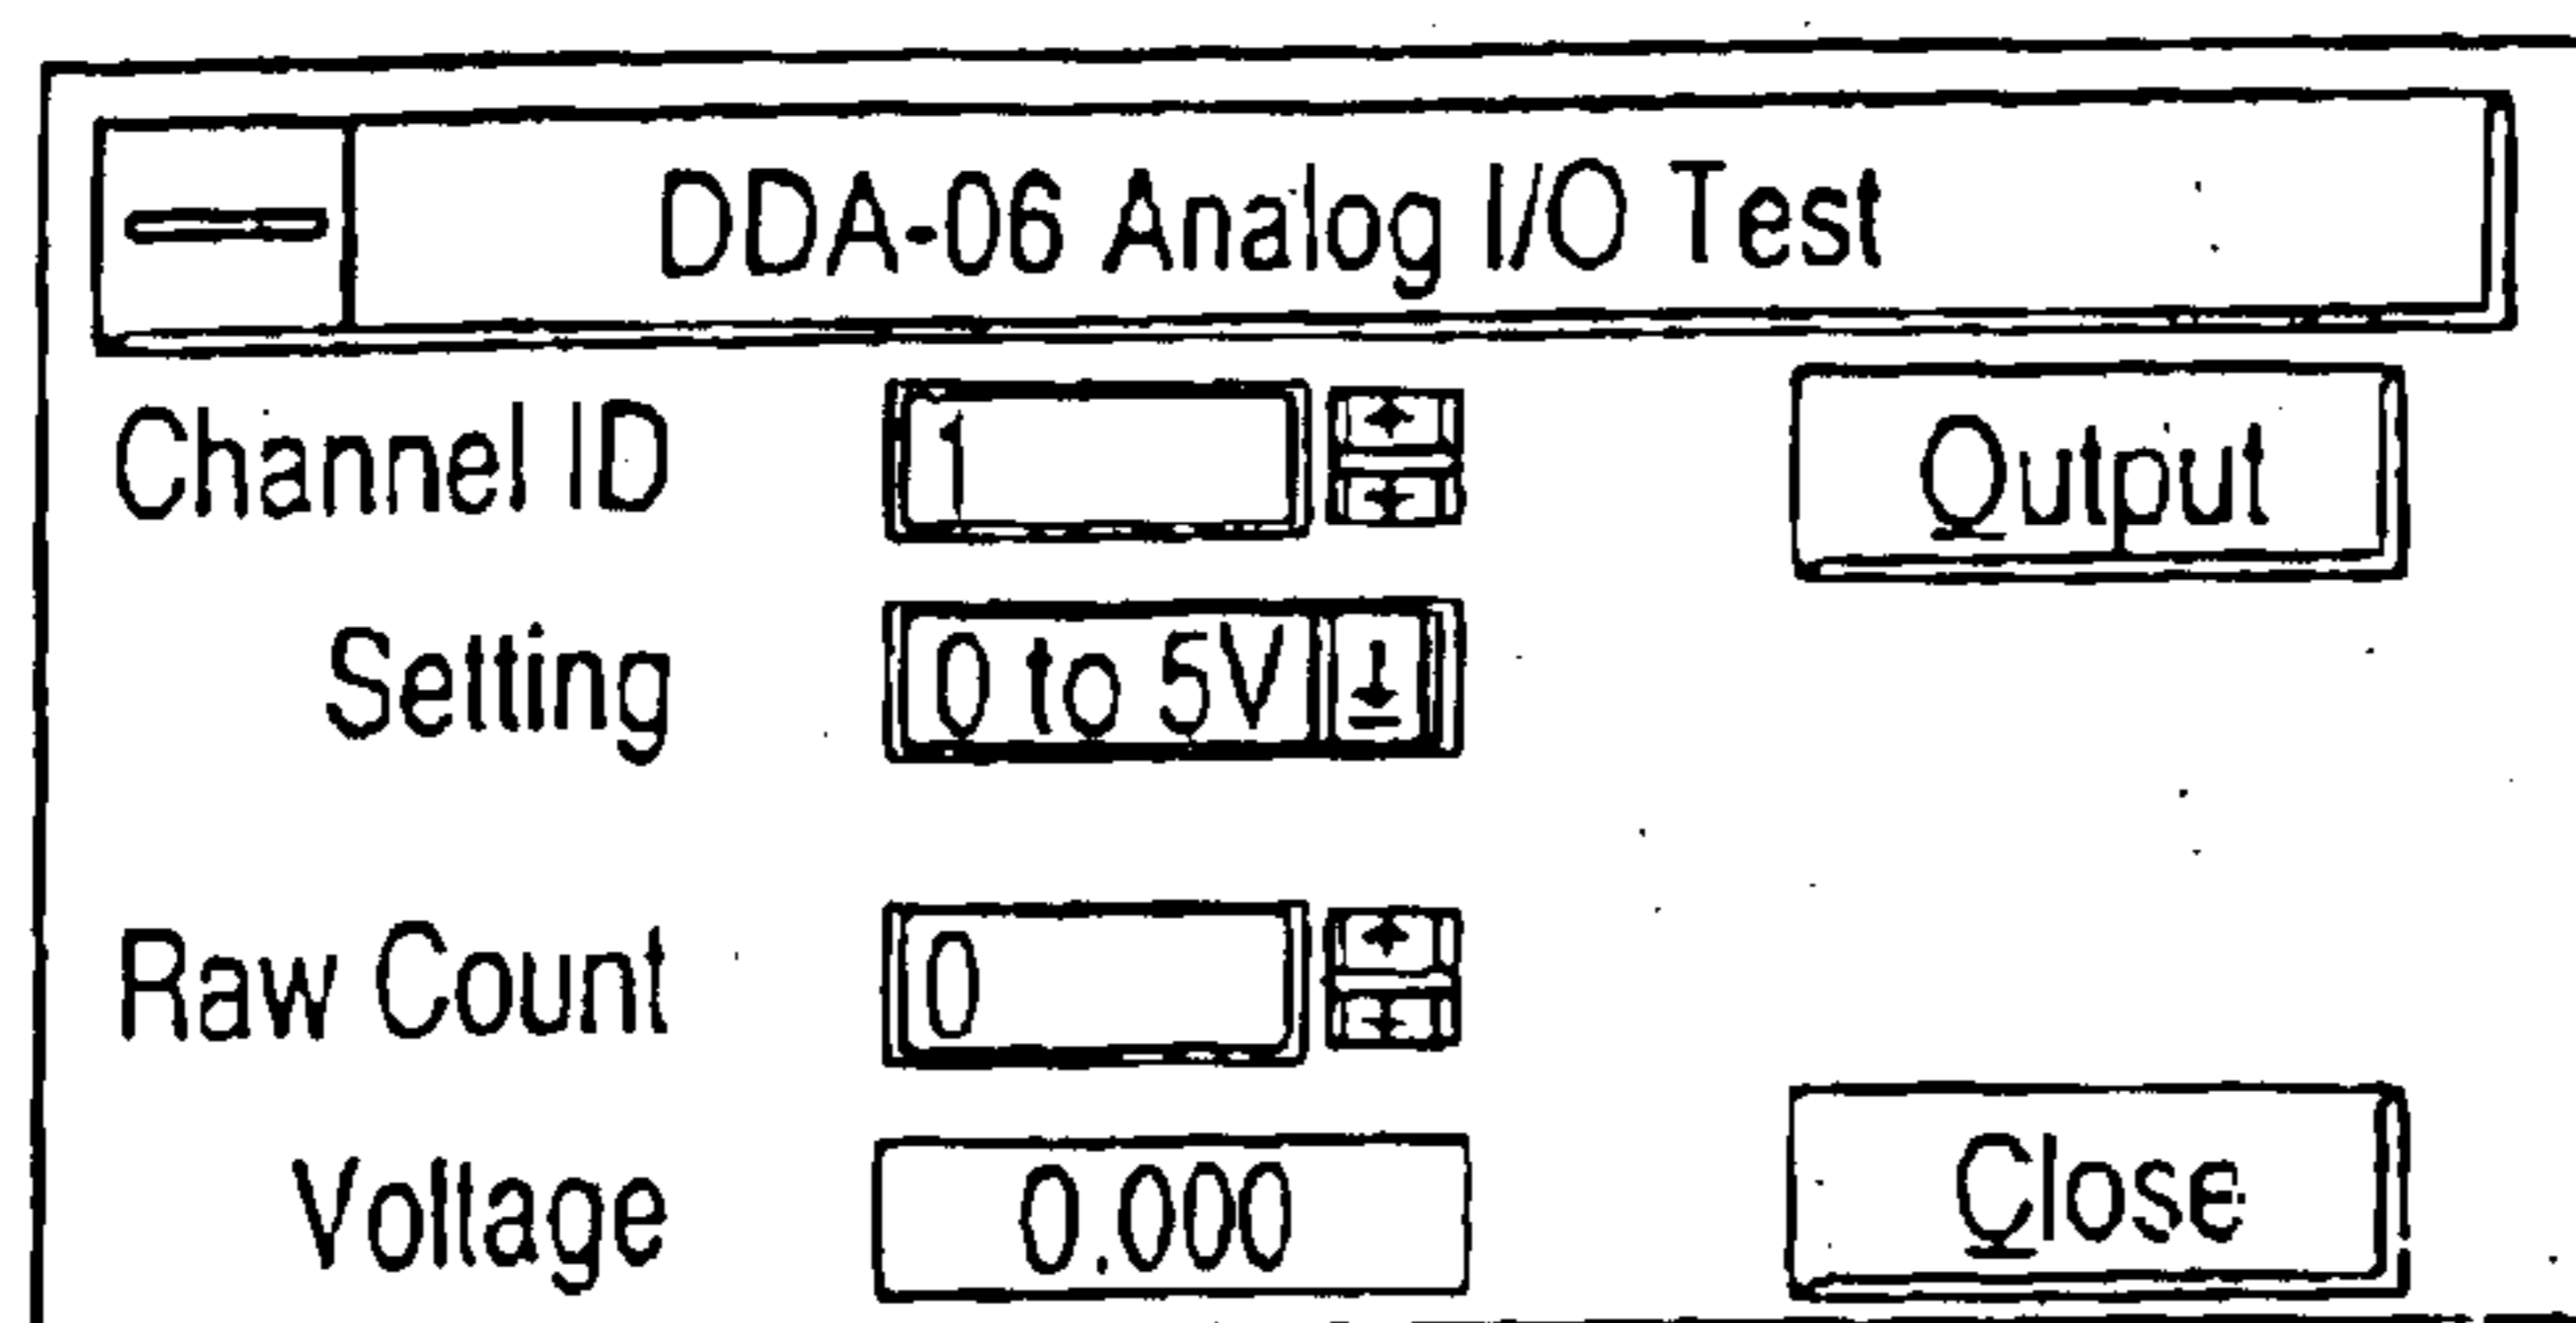 DDA-06 Analog I/O Test
Channel ID 1 Output
Setting 0 to 5V
Raw Count 0
Voltage 0.000 Close